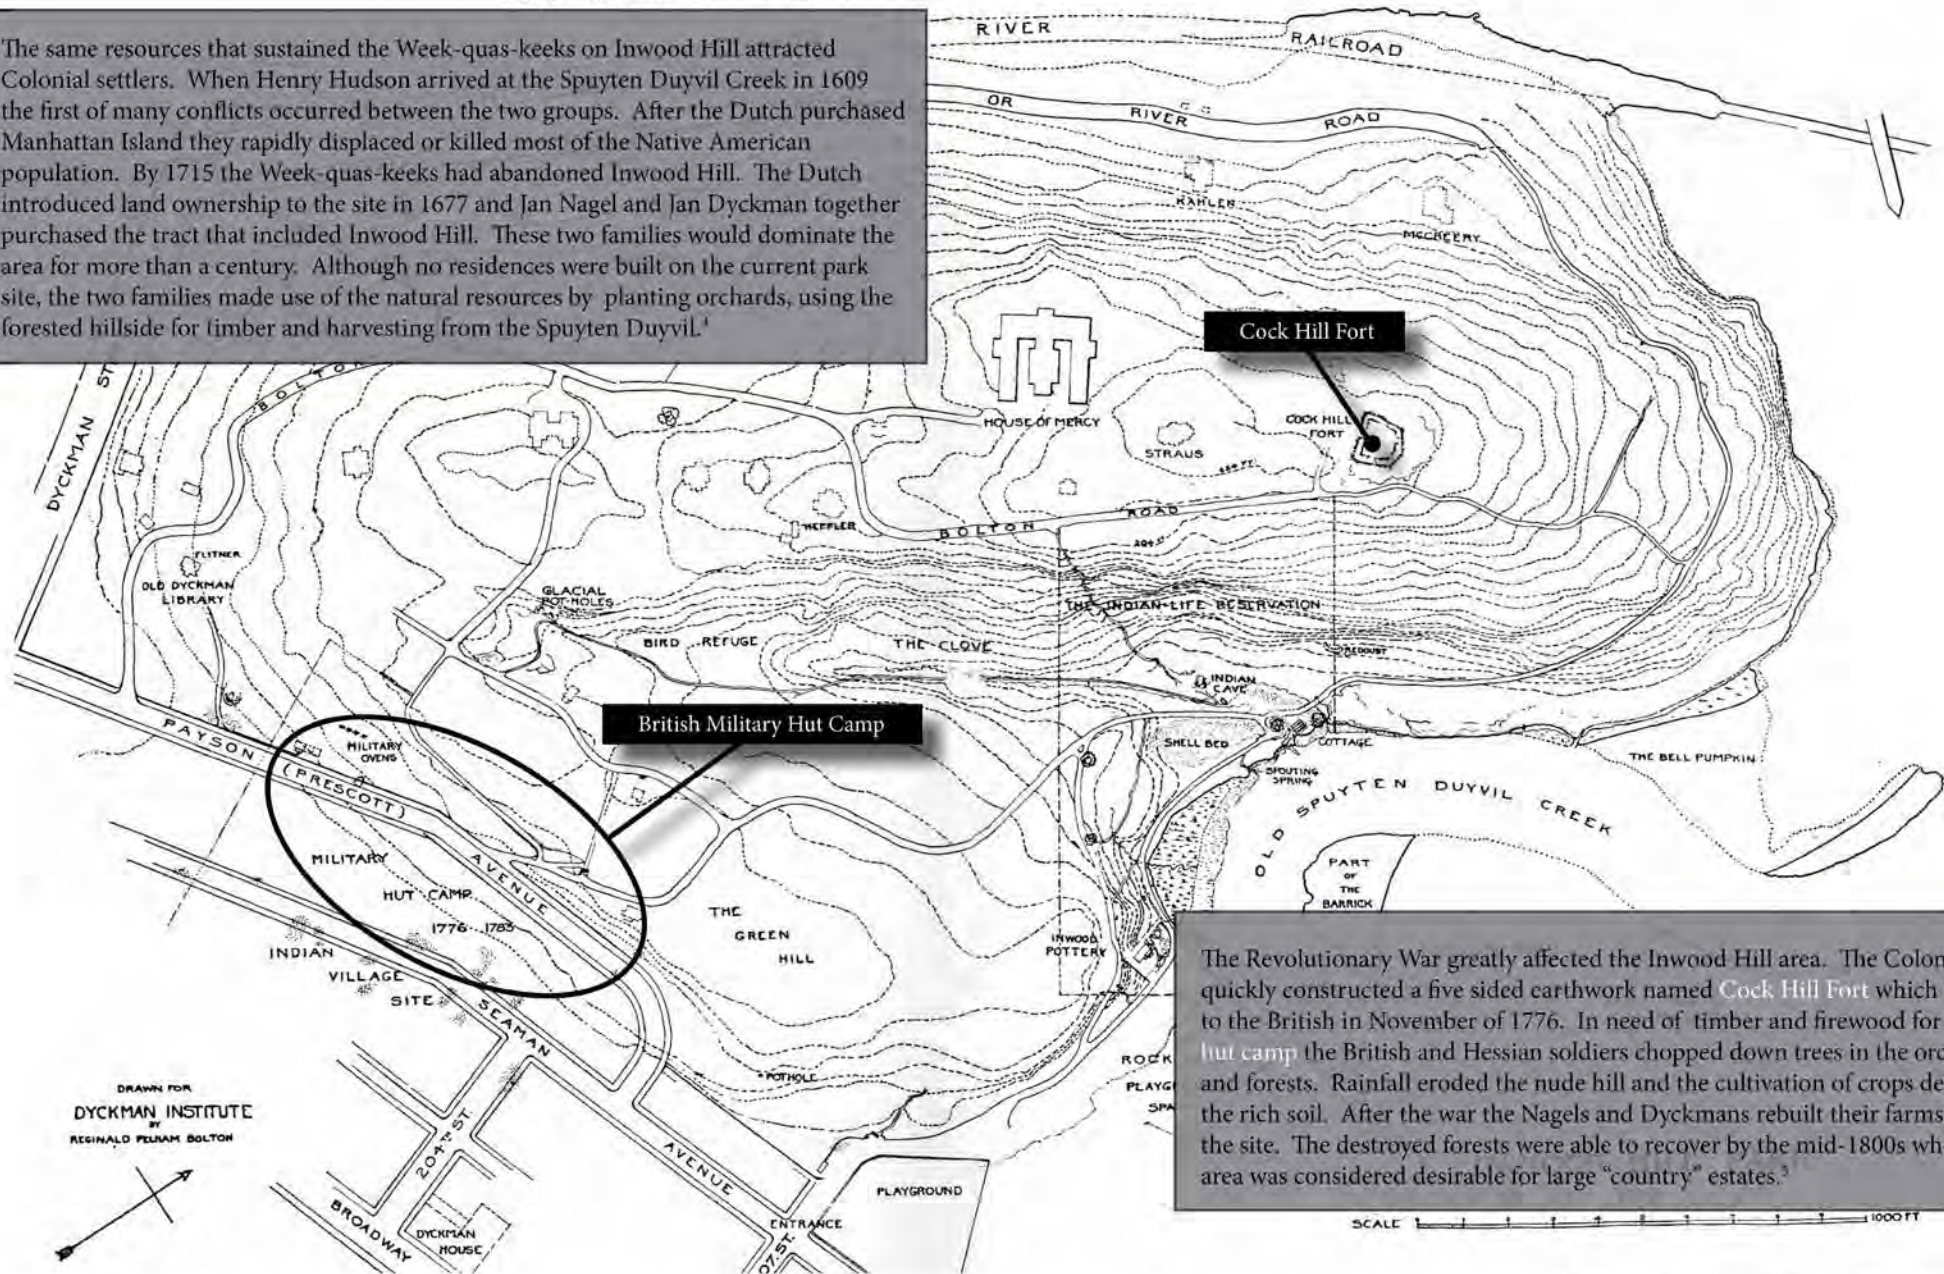 The same resources that sustained the Week-quas-keeks on Inwood Hill attracted
Colonial settlers. When Henry Hudson arrived at the Spuyten Duyvil Creek in 1609
the first of many conflicts occurred between the two groups. After the Dutch purchased
Manhattan Island they rapidly displaced or killed most of the Native American
population. By 1715 the Week-quas-keeks had abandoned Inwood Hill. The Dutch
introduced land ownership to the site in 1677 and Jan Nagel and Jan Dyckman together
purchased the tract that included Inwood Hill. These two families would dominate the
area for more than a century. Although no residences were built on the current park
site, the two families made use of the natural resources by planting orchards, using the
forested hillside for timber and harvesting from the Spuyten Duyvil.⁴
RIVER
RAILROAD
OR
RIVER
ROAD
KAHLER
MCCREERY
Cock Hill Fort
COCK HILL
FORT
HOUSE OF MERCY
STRAUS
DYCKMAN ST
BOLTON
HEFFLER
BOLTON
ROAD
FLITNER
OLD DYCKMAN
LIBRARY
GLACIAL
POT-HOLES
BIRD REFUGE
THE CLOVE
THE INDIAN-LIFE RESERVATION
REDOUBT
INDIAN
CAVE
British Military Hut Camp
SHELL BED
COTTAGE
SPOUTING
SPRING
THE BELL PUMPKIN
OLD SPUYTEN DUYVIL CREEK
PART
OF
THE
BARRICK
PAYSON
(PRESCOTT)
AVENUE
MILITARY
OVENS
MILITARY
HUT CAMP
1776-1783
INDIAN
VILLAGE
SITE
THE
GREEN
HILL
INWOOD
POTTERY
SEAMAN
AVENUE
POTHOLE
ROCK
PLAYG
SPA
The Revolutionary War greatly affected the Inwood Hill area. The Colon
quickly constructed a five sided earthwork named Cock Hill Fort which
to the British in November of 1776. In need of timber and firewood for
hut camp the British and Hessian soldiers chopped down trees in the orc
and forests. Rainfall eroded the nude hill and the cultivation of crops de
the rich soil. After the war the Nagels and Dyckmans rebuilt their farms
the site. The destroyed forests were able to recover by the mid-1800s wh
area was considered desirable for large "country" estates.⁵
DRAWN FOR
DYCKMAN INSTITUTE
BY
REGINALD PELHAM BOLTON
204TH ST
BROADWAY
DYCKMAN
HOUSE
PLAYGROUND
ENTRANCE
07. ST.
SCALE
1000 FT